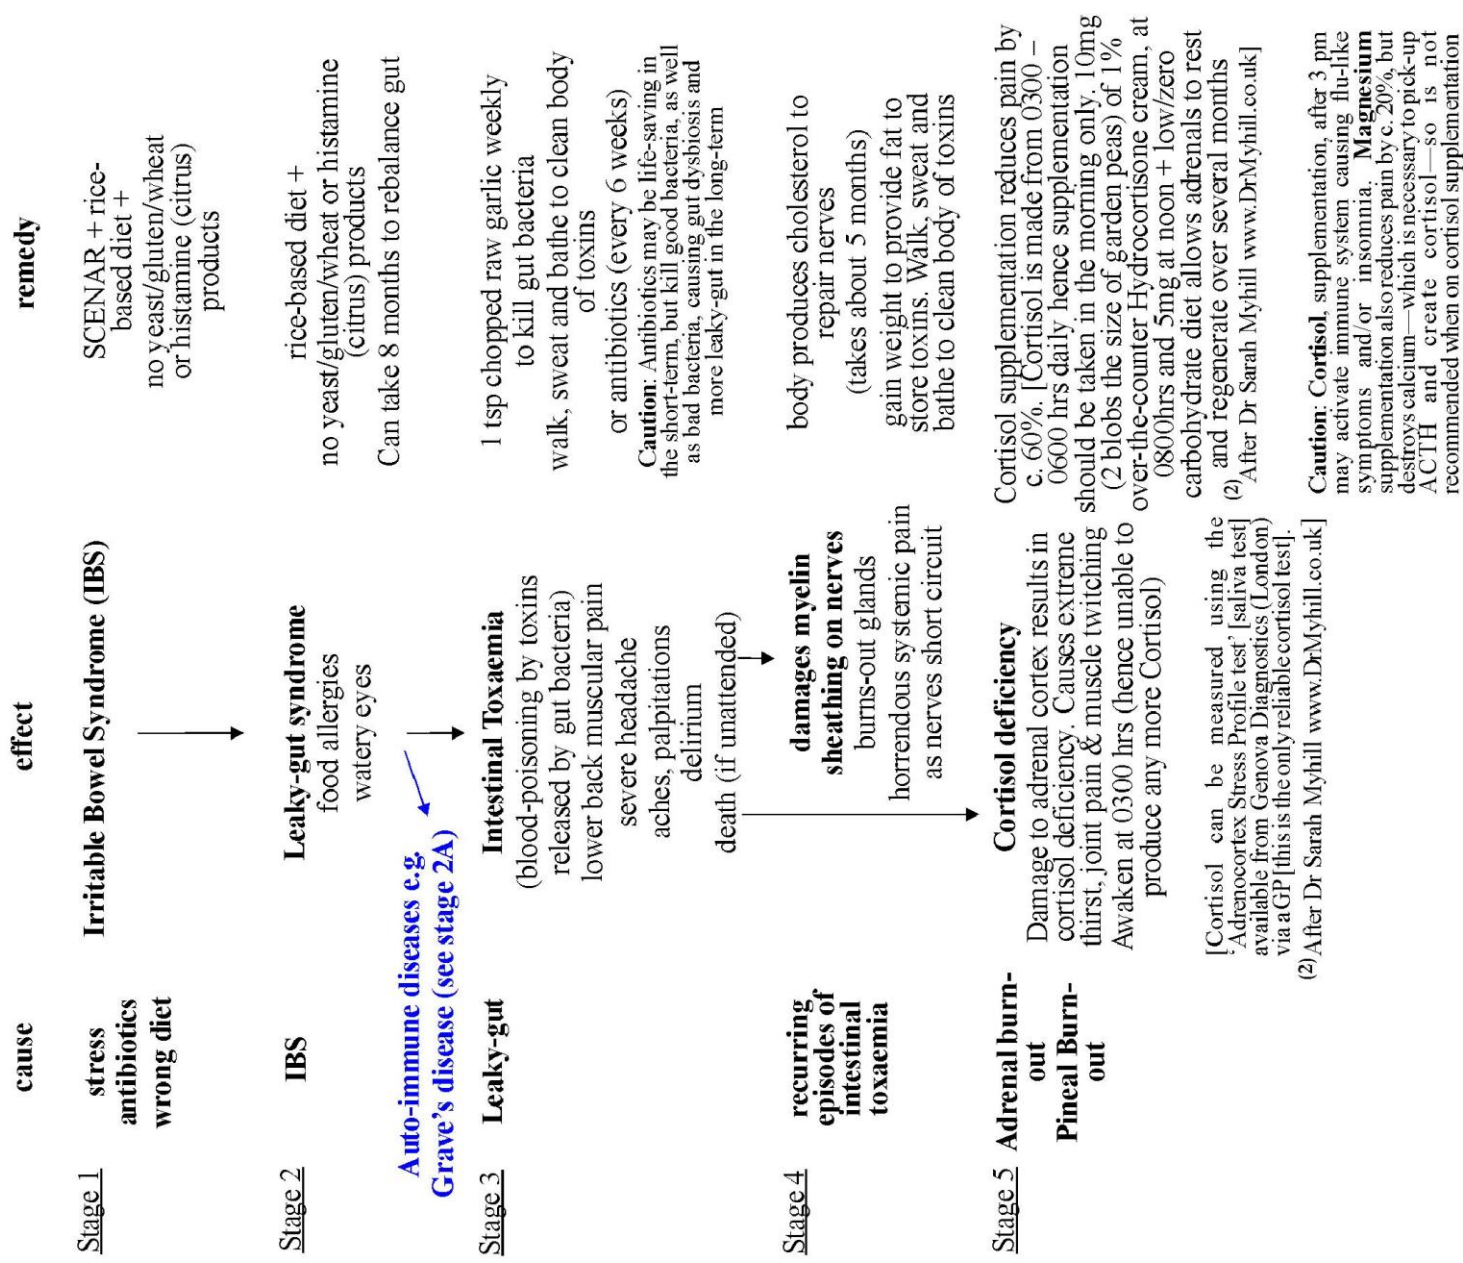 cause
effect
remedy
Stage 1
stress
antibiotics
wrong diet
Irritable Bowel Syndrome (IBS)
SCENAR + rice-
based diet +
no yeast/gluten/wheat
or histamine (citrus)
products
Stage 2
IBS
Leaky-gut syndrome
food allergies
watery eyes
rice-based diet +
no yeast/gluten/wheat or histamine
(citrus) products
Can take 8 months to rebalance gut
Auto-immune diseases e.g.
Grave's disease (see stage 2A)
Stage 3
Leaky-gut
Intestinal Toxaemia
(blood-poisoning by toxins
released by gut bacteria)
lower back muscular pain
severe headache
aches, palpitations
delirium
death (if unattended)
1 tsp chopped raw garlic weekly
to kill gut bacteria
walk, sweat and bathe to clean body
of toxins
or antibiotics (every 6 weeks)
Caution: Antibiotics may be life-saving in
the short-term, but kill good bacteria, as well
as bad bacteria, causing gut dysbiosis and
more leaky-gut in the long-term
Stage 4
recurring
episodes of
intestinal
toxaemia
damages myelin
sheathing on nerves
burns-out glands
horrendous systemic pain
as nerves short circuit
body produces cholesterol to
repair nerves
(takes about 5 months)
gain weight to provide fat to
store toxins. Walk, sweat and
bathe to clean body of toxins
Stage 5
Adrenal burn-
out
Pineal Burn-
out
Cortisol deficiency
Damage to adrenal cortex results in
cortisol deficiency. Causes extreme
thirst, joint pain & muscle twitching
Awaken at 0300 hrs (hence unable to
produce any more Cortisol)
[Cortisol can be measured using the
'Adrenocortex Stress Profile test' [saliva test]
available from Genova Diagnostics (London)
via a GP [this is the only reliable cortisol test].
(2) After Dr Sarah Myhill www.DrMyhill.co.uk]
Cortisol supplementation reduces pain by
c. 60%. [Cortisol is made from 0300 –
0600 hrs daily hence supplementation
should be taken in the morning only. 10mg
(2 blobs the size of garden peas) of 1%
over-the-counter Hydrocortisone cream, at
0800hrs and 5mg at noon + low/zero
carbohydrate diet allows adrenals to rest
and regenerate over several months
(2) After Dr Sarah Myhill www.DrMyhill.co.uk]
Caution: Cortisol, supplementation, after 3 pm
may activate immune system causing flu-like
symptoms and/or insomnia. Magnesium
supplementation also reduces pain by c. 20%, but
destroys calcium—which is necessary to pick-up
ACTH and create cortisol—so is not
recommended when on cortisol supplementation